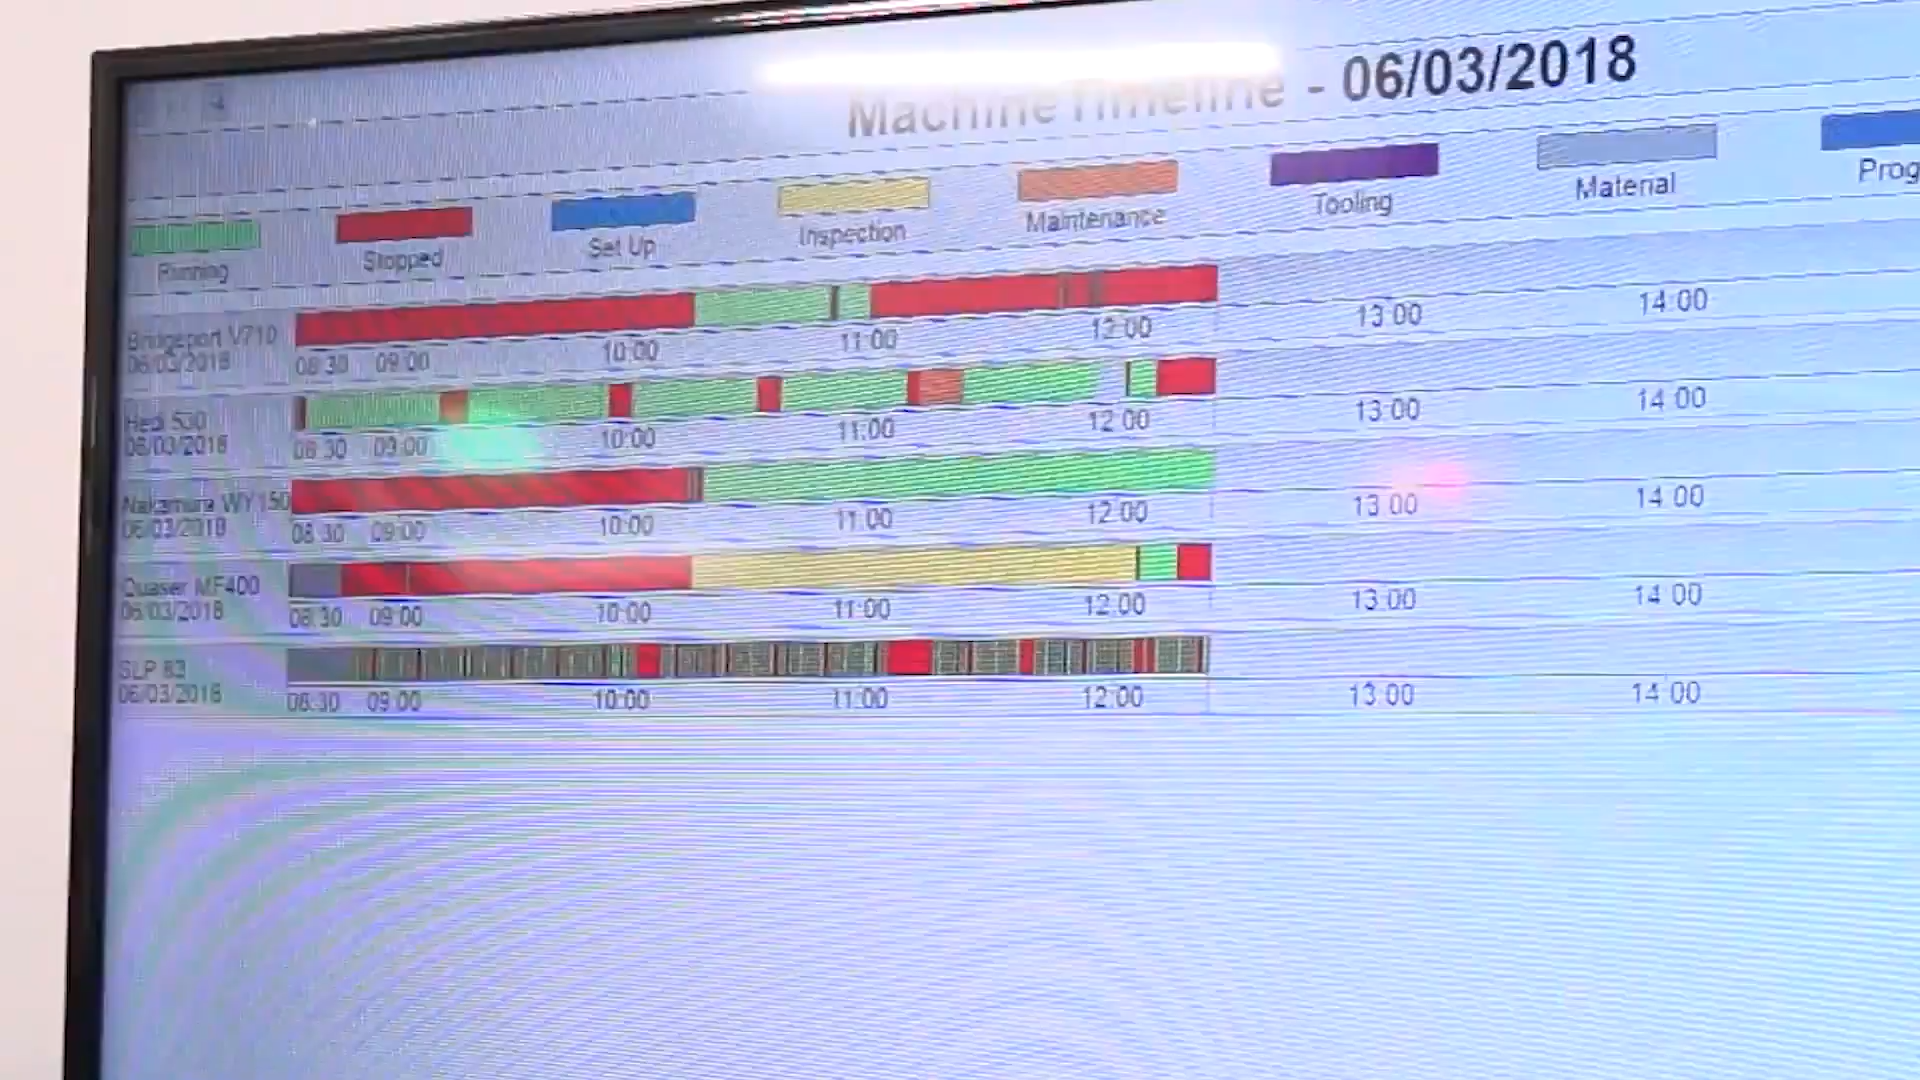 Machine Timeline - 06/03/2018
Running Stopped Set Up Inspection Maintenance Tooling Material Prog
Bridgeport V710
06/03/2018
08:30 09:00 10:00 11:00 12:00 13:00 14:00
Hedi 530
06/03/2018
08:30 09:00 10:00 11:00 12:00 13:00 14:00
Nakamura WY150
06/03/2018
08:30 09:00 10:00 11:00 12:00 13:00 14:00
Quaser MF400
06/03/2018
08:30 09:00 10:00 11:00 12:00 13:00 14:00
SLP 63
06/03/2018
08:30 09:00 10:00 11:00 12:00 13:00 14:00